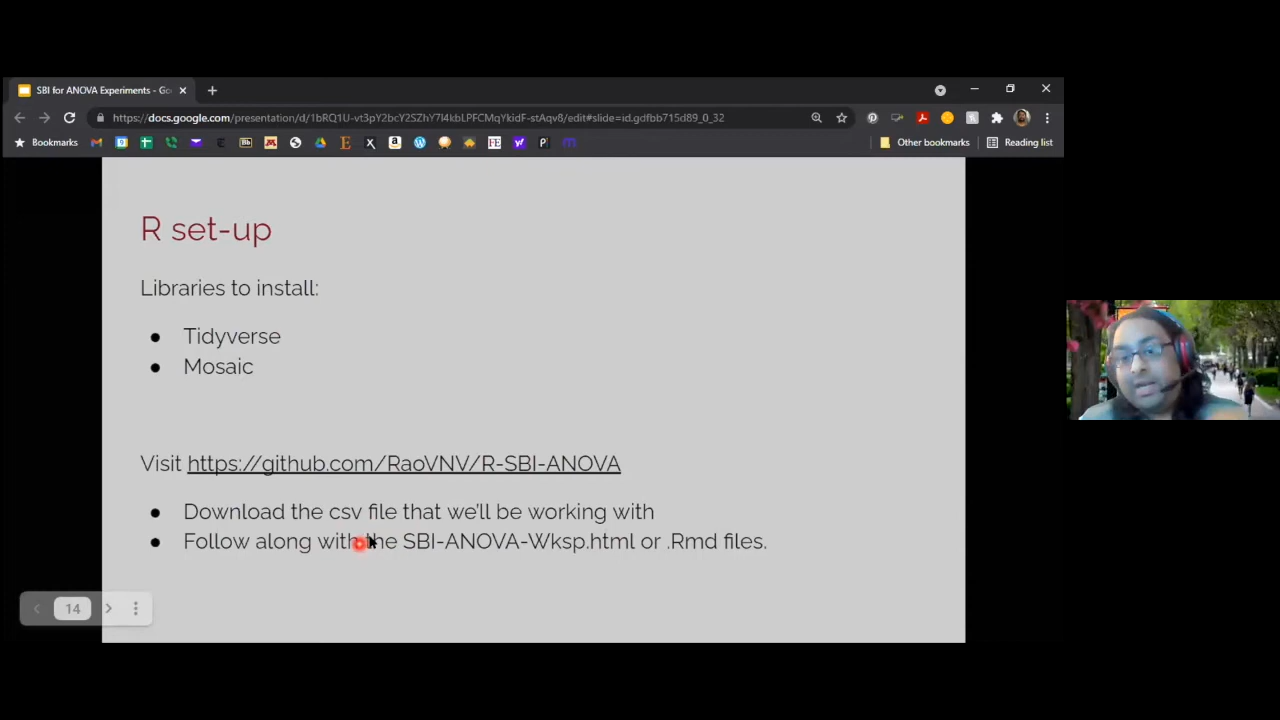 SBI for ANOVA Experiments - Go
https://docs.google.com/presentation/d/1bRQ1U-vt3pY2bcY2SZhY7l4kbLPFCMqYkidF-stAqv8/edit#slide=id.gdfbb715d89_0_32
Bookmarks
Other bookmarks
Reading list
R set-up
Libraries to install:
● Tidyverse
● Mosaic
Visit https://github.com/RaoVNV/R-SBI-ANOVA
● Download the csv file that we'll be working with
● Follow along with the SBI-ANOVA-Wksp.html or .Rmd files.
14